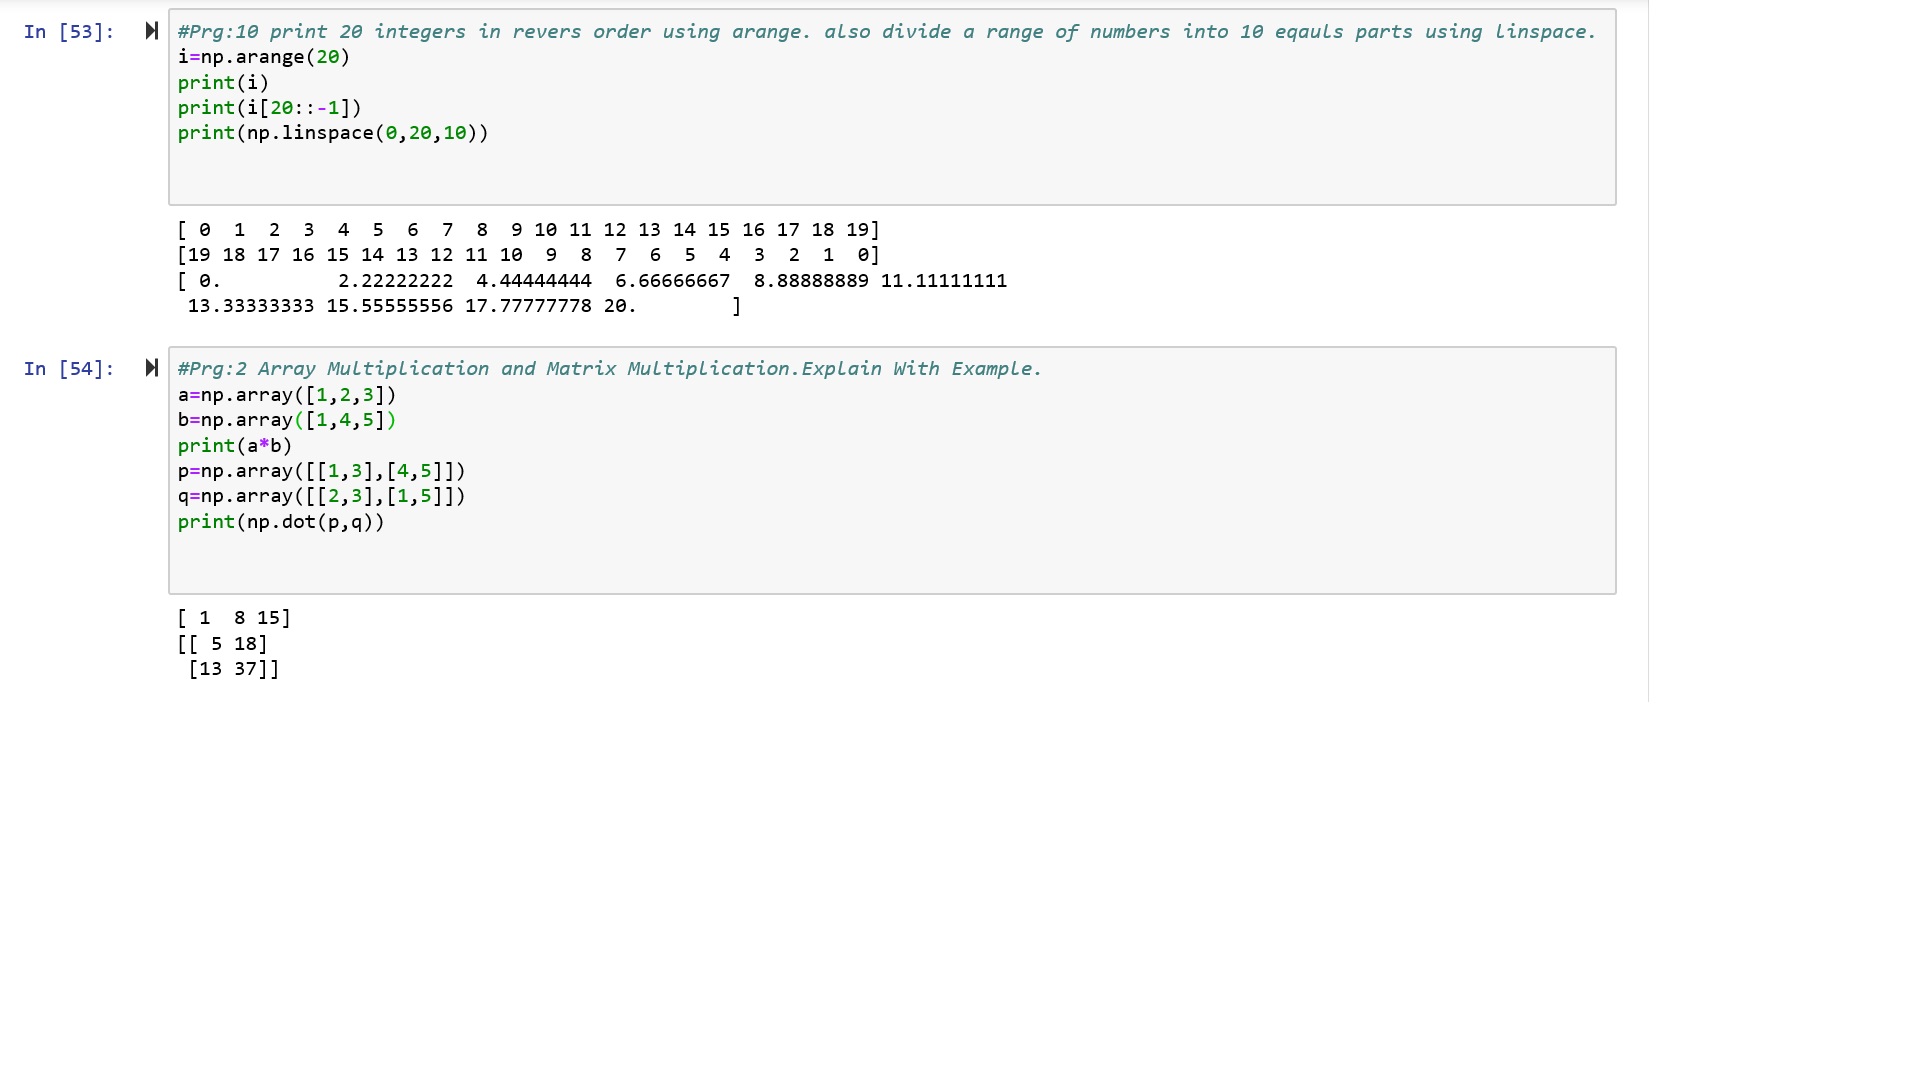 In [53]: #Prg:10 print 20 integers in revers order using arange. also divide a range of numbers into 10 eqauls parts using linspace.
i=np.arange(20)
print(i)
print(i[20::-1])
print(np.linspace(0,20,10))
[ 0  1  2  3  4  5  6  7  8  9 10 11 12 13 14 15 16 17 18 19]
[19 18 17 16 15 14 13 12 11 10  9  8  7  6  5  4  3  2  1  0]
[ 0.          2.22222222  4.44444444  6.66666667  8.88888889 11.11111111
 13.33333333 15.55555556 17.77777778 20.        ]
In [54]: #Prg:2 Array Multiplication and Matrix Multiplication.Explain With Example.
a=np.array([1,2,3])
b=np.array([1,4,5])
print(a*b)
p=np.array([[1,3],[4,5]])
q=np.array([[2,3],[1,5]])
print(np.dot(p,q))
[ 1  8 15]
[[ 5 18]
 [13 37]]